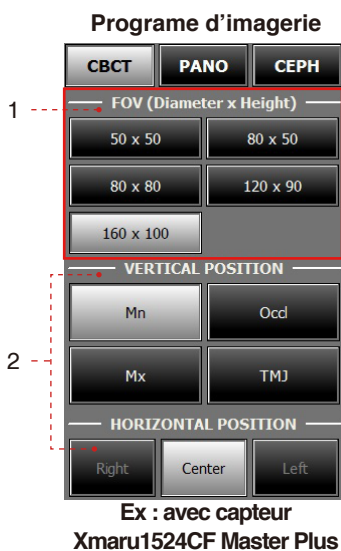 Programe d'imagerie
CBCT PANO CEPH
1
FOV (Diameter x Height)
50 x 50 80 x 50
80 x 80 120 x 90
160 x 100
VERTICAL POSITION
Mn Occl
2
Mx TMJ
HORIZONTAL POSITION
Right Center Left
Ex : avec capteur
Xmaru1524CF Master Plus